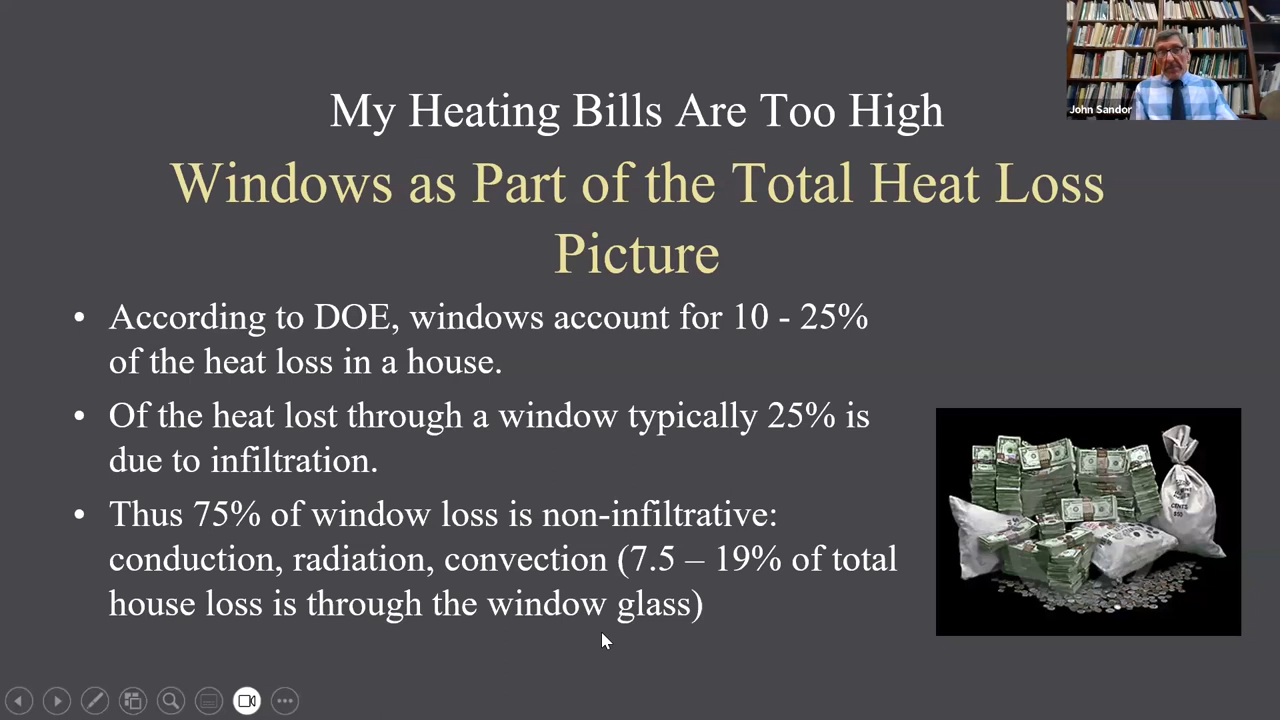 John Sandor
My Heating Bills Are Too High
Windows as Part of the Total Heat Loss
Picture
• According to DOE, windows account for 10 - 25%
of the heat loss in a house.
• Of the heat lost through a window typically 25% is
due to infiltration.
• Thus 75% of window loss is non-infiltrative:
conduction, radiation, convection (7.5 – 19% of total
house loss is through the window glass)
CENTS